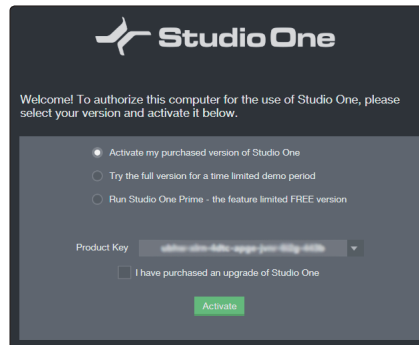 Studio One
Welcome! To authorize this computer for the use of Studio One, please
select your version and activate it below.
Activate my purchased version of Studio One
Try the full version for a time limited demo period
Run Studio One Prime - the feature limited FREE version
Product Key
I have purchased an upgrade of Studio One
Activate